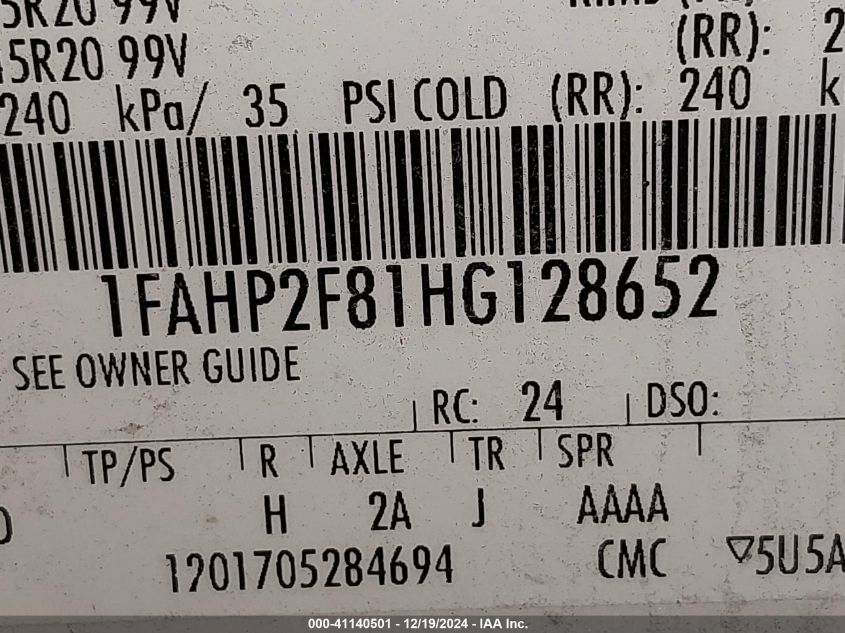 5R20 99V
(RR): 2
5R20 99V
240 kPa/ 35 PSI COLD (RR): 240 k
1FAHP2F81HG128652
SEE OWNER GUIDE
RC: 24 DSO:
TP/PS R AXLE TR SPR
H 2A J AAAA
1201705284694 CMC ▽5U5A
000-41140501 - 12/19/2024 - IAA Inc.